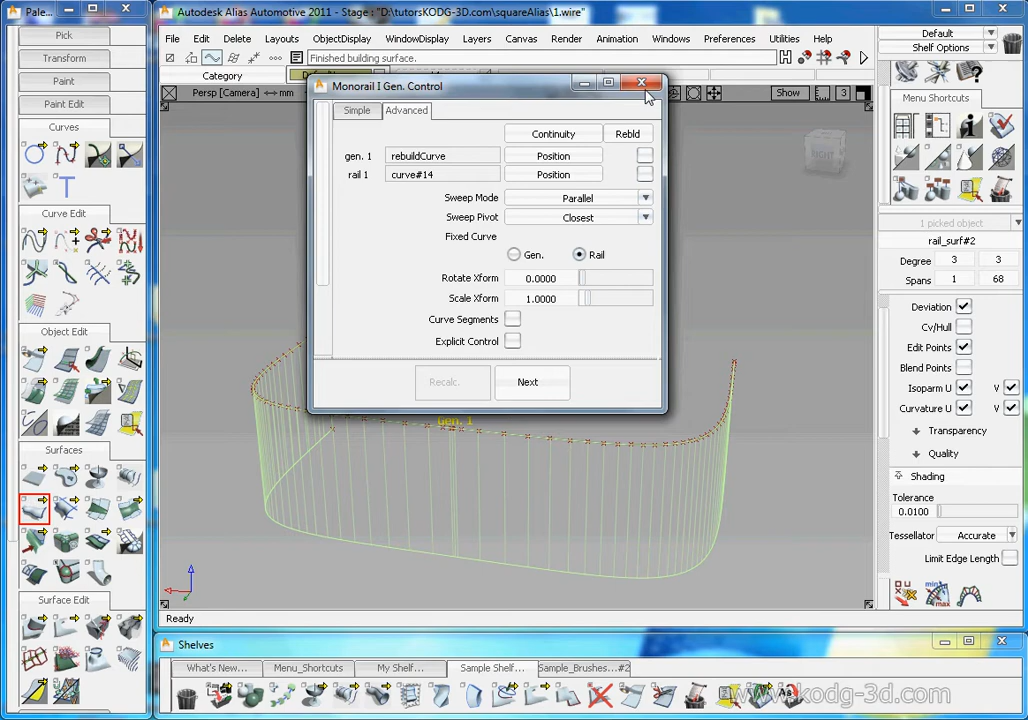 Pale...
Autodesk Alias Automotive 2011 - Stage : "D:\tutorsKODG-3D.com/squareAlias\1.wire"
Pick
Transform
Paint
Paint Edit
Curves
Curve Edit
Object Edit
Surfaces
Surface Edit
File Edit Delete Layouts ObjectDisplay WindowDisplay Layers Canvas Render Animation Windows Preferences Utilities Help
Finished building surface.
Category
Persp [Camera] mm
Show
3
Monorail I Gen. Control
Simple Advanced
Continuity Rebld
gen. 1 rebuildCurve Position
rail 1 curve#14 Position
Sweep Mode Parallel
Sweep Pivot Closest
Fixed Curve
Gen. Rail
Rotate Xform 0.0000
Scale Xform 1.0000
Curve Segments
Explicit Control
Recalc. Next
Gen. 1
RIGHT
Ready
Default
Shelf Options
Menu Shortcuts
1 picked object
rail_surf#2
Degree 3 3
Spans 1 68
Deviation
Cv/Hull
Edit Points
Blend Points
Isoparm U V
Curvature U V
Transparency
Quality
Shading
Tolerance
0.0100
Tessellator Accurate
Limit Edge Length
min
max
Shelves
What's New... Menu_Shortcuts My Shelf... Sample Shelf... Sample_Brushes...#2
www.kodg-3d.com